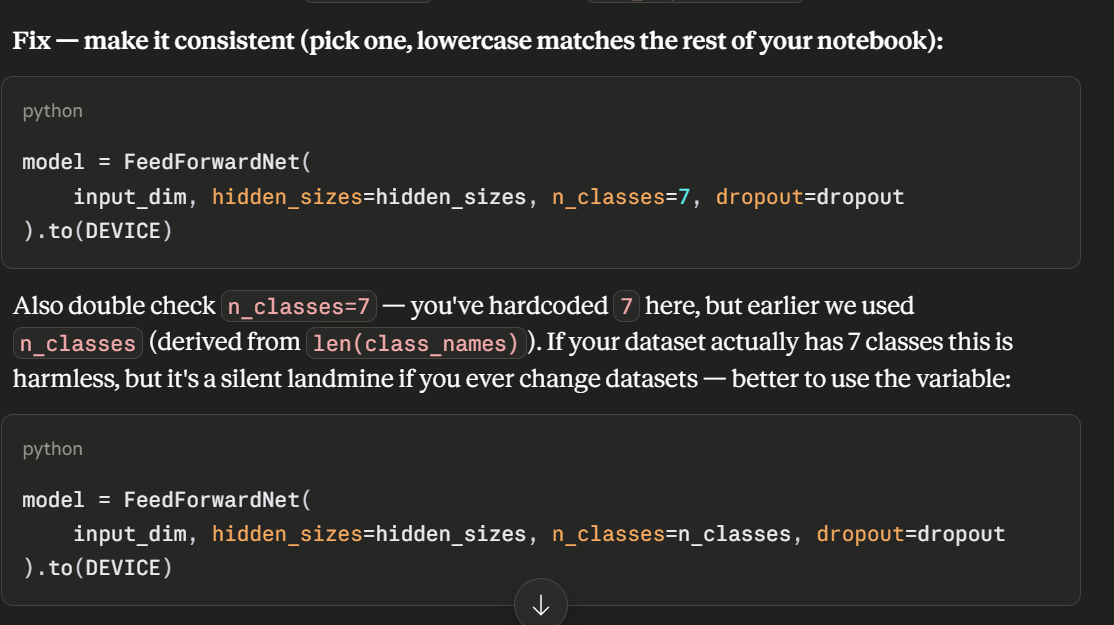 Fix — make it consistent (pick one, lowercase matches the rest of your notebook):
python
model = FeedForwardNet(
    input_dim, hidden_sizes=hidden_sizes, n_classes=7, dropout=dropout
).to(DEVICE)
Also double check n_classes=7 — you've hardcoded 7 here, but earlier we used
n_classes (derived from len(class_names)). If your dataset actually has 7 classes this is
harmless, but it's a silent landmine if you ever change datasets — better to use the variable:
python
model = FeedForwardNet(
    input_dim, hidden_sizes=hidden_sizes, n_classes=n_classes, dropout=dropout
).to(DEVICE)